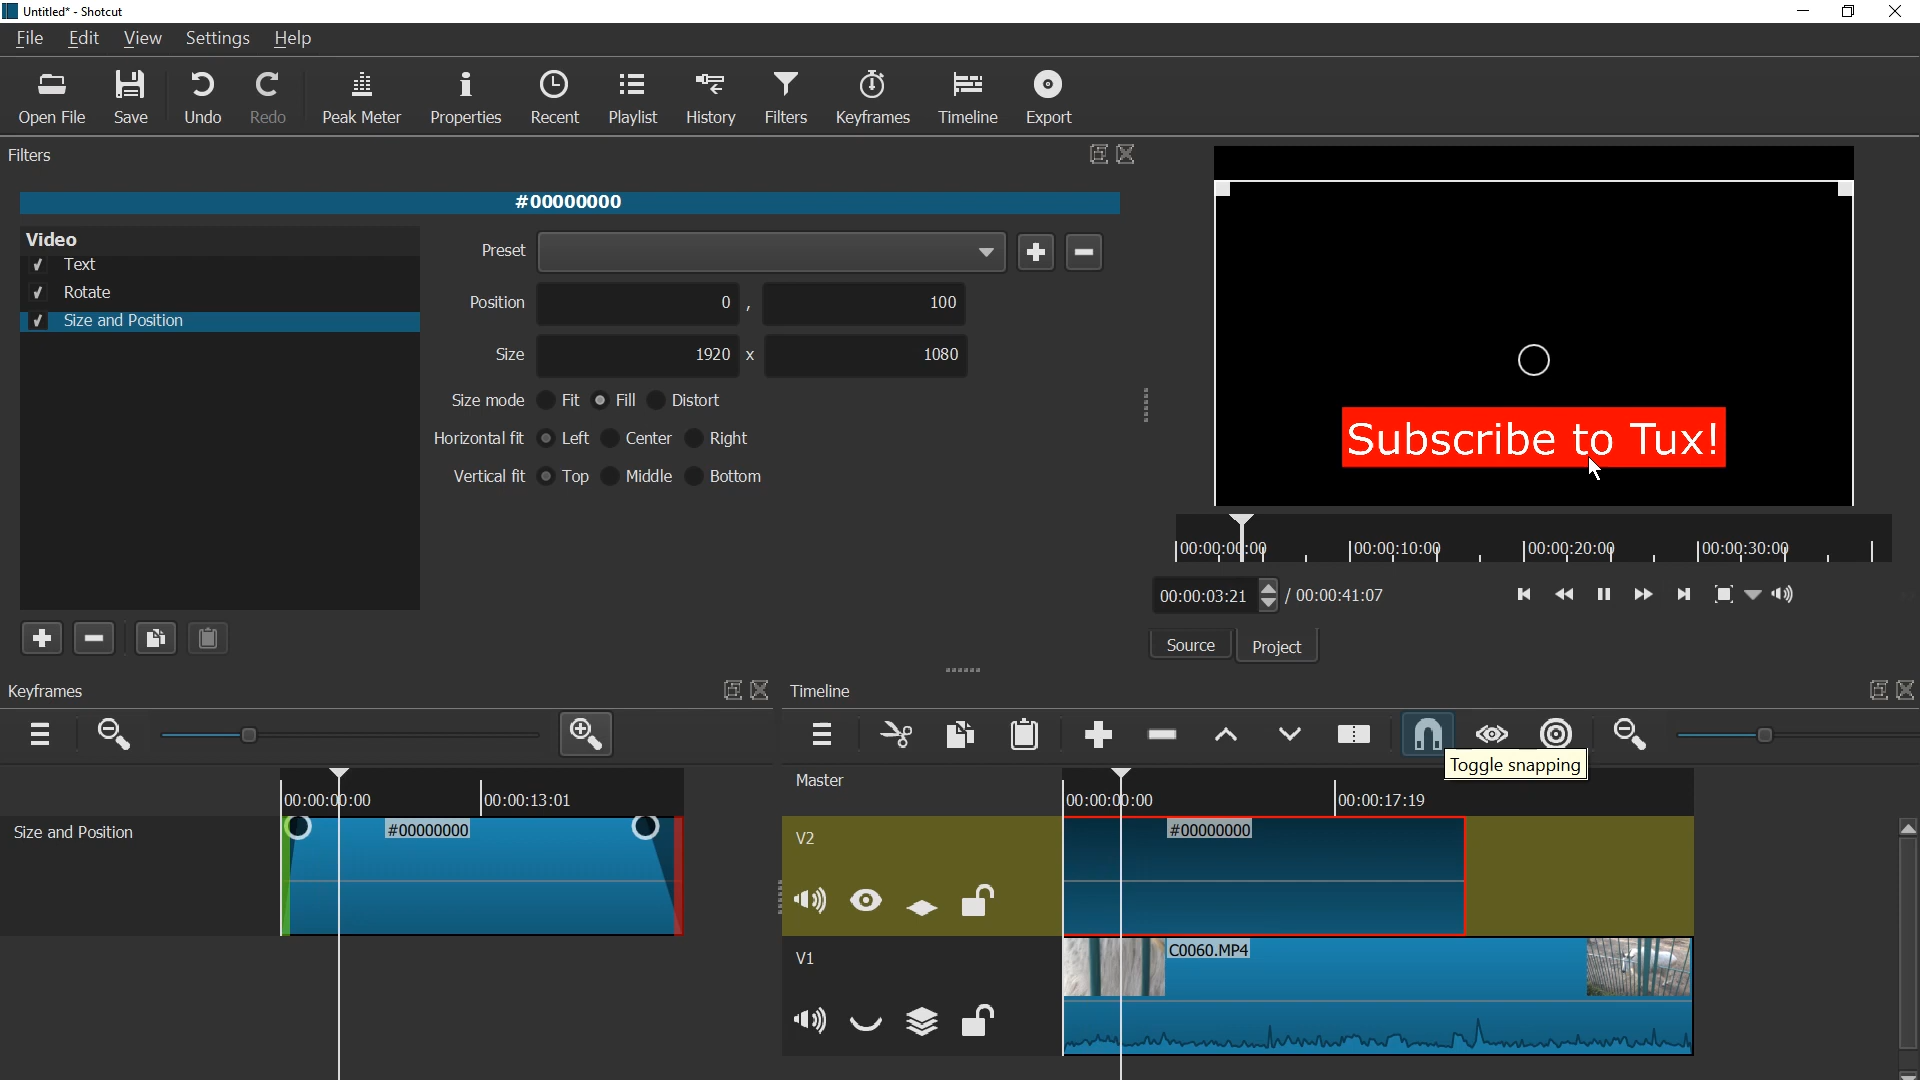 Untitled* - Shotcut
File Edit View Settings Help
Open File Save Undo Redo Peak Meter Properties Recent Playlist History Filters Keyframes Timeline Export
Filters
#00000000
Video
Text
Rotate
Size and Position
Preset
Position 0 , 100
Size 1920 x 1080
Size mode Fit Fill Distort
Horizontal fit Left Center Right
Vertical fit Top Middle Bottom
Subscribe to Tux!
00:00:00:00 00:00:10:00 00:00:20:00 00:00:30:00
00:00:03:21 / 00:00:41:07
Source Project
Keyframes
00:00:00:00 00:00:13:01
Size and Position
#00000000
Timeline
Toggle snapping
Master
00:00:00:00 00:00:17:19
V2
#00000000
V1
C0060.MP4